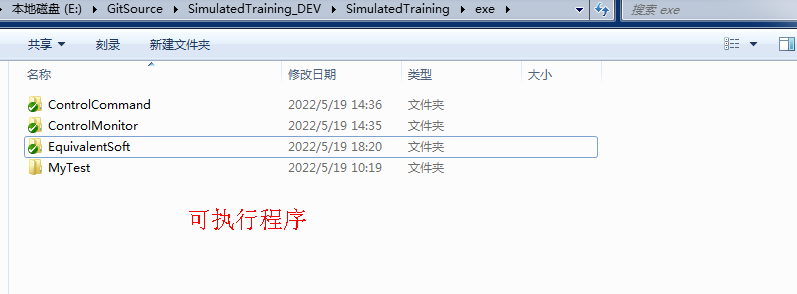 本地磁盘 (E:) ▸ GitSource ▸ SimulatedTraining_DEV ▸ SimulatedTraining ▸ exe ▸ 搜索 exe
共享 刻录 新建文件夹
名称 修改日期 类型 大小
ControlCommand 2022/5/19 14:36 文件夹
ControlMonitor 2022/5/19 14:35 文件夹
EquivalentSoft 2022/5/19 18:20 文件夹
MyTest 2022/5/19 10:19 文件夹
可执行程序